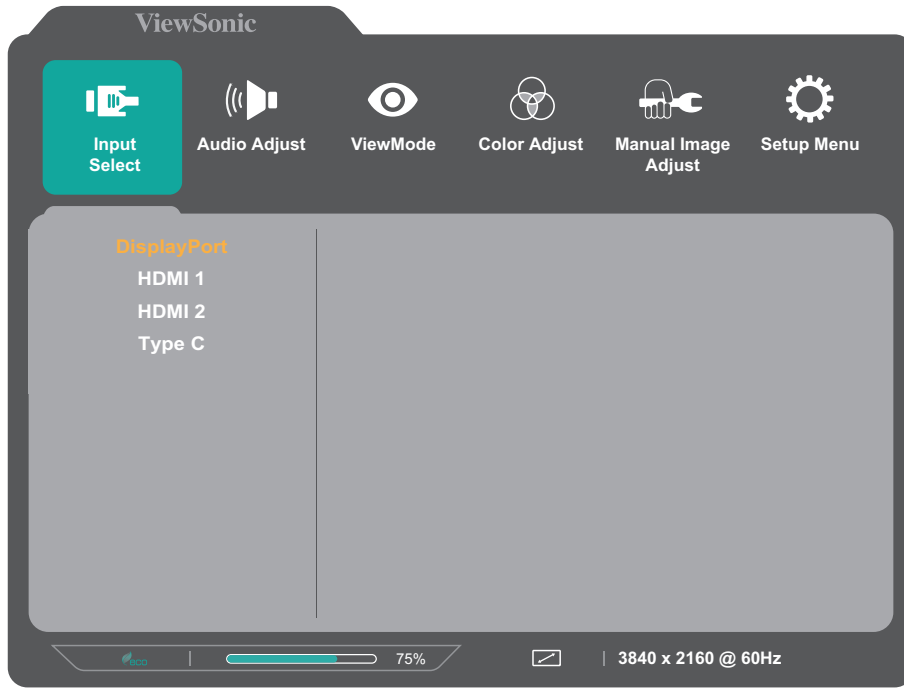 ViewSonic
Input
Select
Audio Adjust
ViewMode
Color Adjust
Manual Image
Adjust
Setup Menu
DisplayPort
HDMI 1
HDMI 2
Type C
eco
75%
3840 x 2160 @ 60Hz